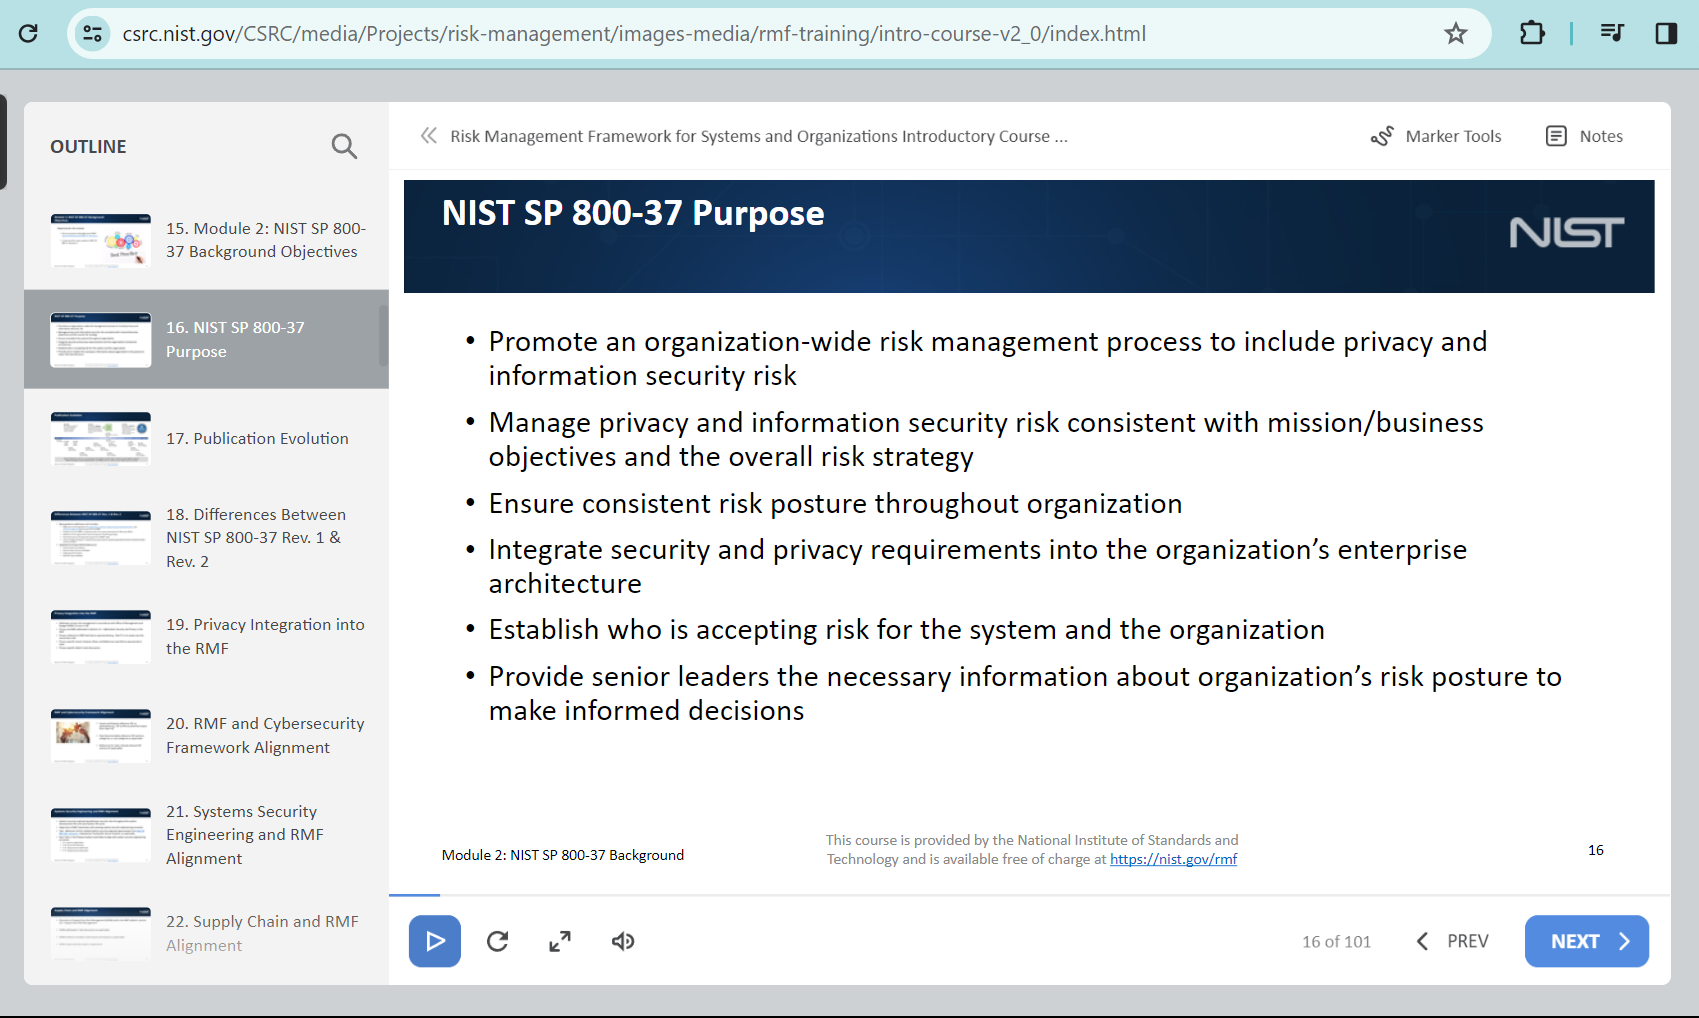 csrc.nist.gov/CSRC/media/Projects/risk-management/images-media/rmf-training/intro-course-v2_0/index.html
OUTLINE
15. Module 2: NIST SP 800-
37 Background Objectives
16. NIST SP 800-37
Purpose
17. Publication Evolution
18. Differences Between
NIST SP 800-37 Rev. 1 &
Rev. 2
19. Privacy Integration into
the RMF
20. RMF and Cybersecurity
Framework Alignment
21. Systems Security
Engineering and RMF
Alignment
22. Supply Chain and RMF
Alignment
Risk Management Framework for Systems and Organizations Introductory Course ...
Marker Tools
Notes
NIST SP 800-37 Purpose
NIST
• Promote an organization-wide risk management process to include privacy and
information security risk
• Manage privacy and information security risk consistent with mission/business
objectives and the overall risk strategy
• Ensure consistent risk posture throughout organization
• Integrate security and privacy requirements into the organization’s enterprise
architecture
• Establish who is accepting risk for the system and the organization
• Provide senior leaders the necessary information about organization’s risk posture to
make informed decisions
Module 2: NIST SP 800-37 Background
This course is provided by the National Institute of Standards and
Technology and is available free of charge at https://nist.gov/rmf
16
16 of 101
PREV
NEXT